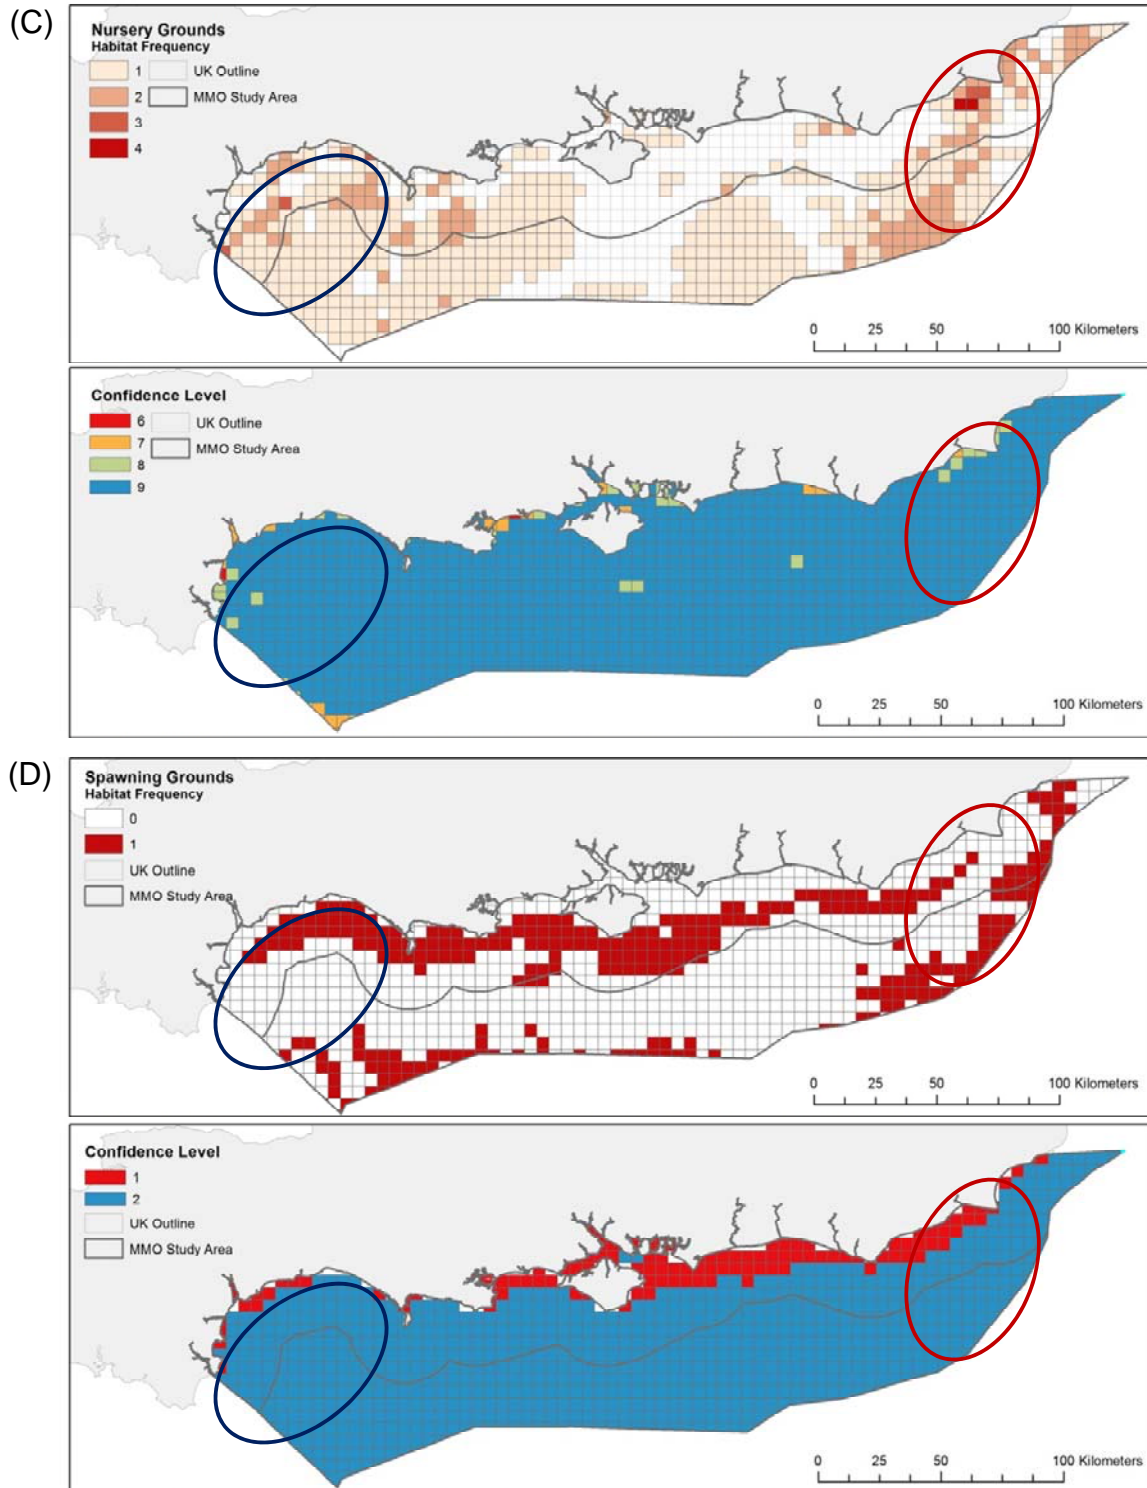 (C)
Nursery Grounds
Habitat Frequency
1 UK Outline
2 MMO Study Area
3
4
0 25 50 100 Kilometers
Confidence Level
6 UK Outline
7 MMO Study Area
8
9
0 25 50 100 Kilometers
(D)
Spawning Grounds
Habitat Frequency
0
1
UK Outline
MMO Study Area
0 25 50 100 Kilometers
Confidence Level
1
2
UK Outline
MMO Study Area
0 25 50 100 Kilometers